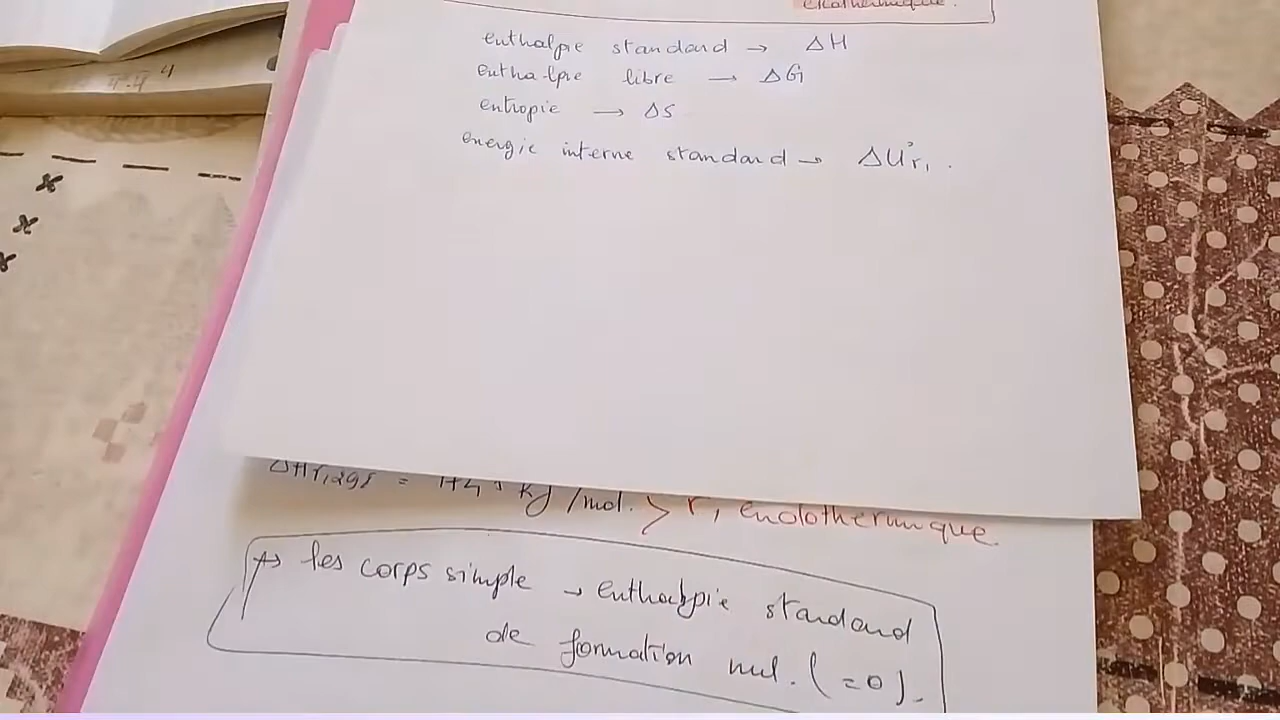 exothermique.
enthalpie standard → ΔH
enthalpie libre → ΔG
entropie → ΔS
energie interne standard → ΔU°r,
= kJ/mol. > r, endothermique
→ les corps simple → enthalpie standard
de formation nul. (=0).